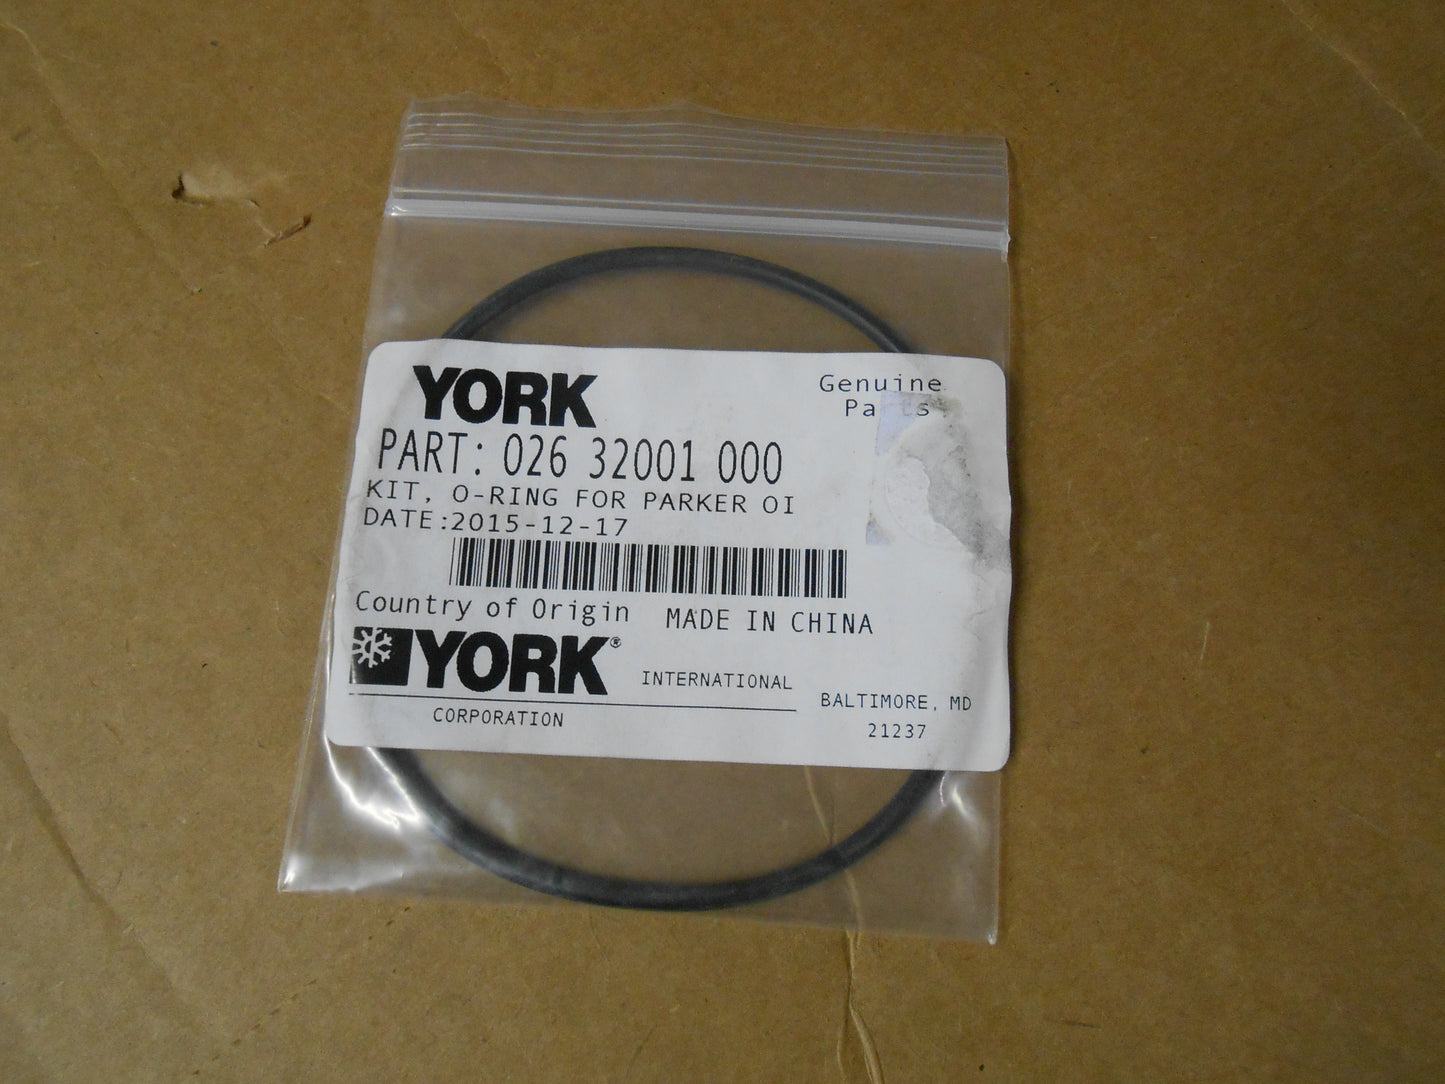 YORK
Genuine
Parts
PART: 026 32001 000
KIT, O-RING FOR PARKER OI
DATE:2015-12-17
Country of Origin MADE IN CHINA
YORK® INTERNATIONAL
CORPORATION
BALTIMORE, MD
21237